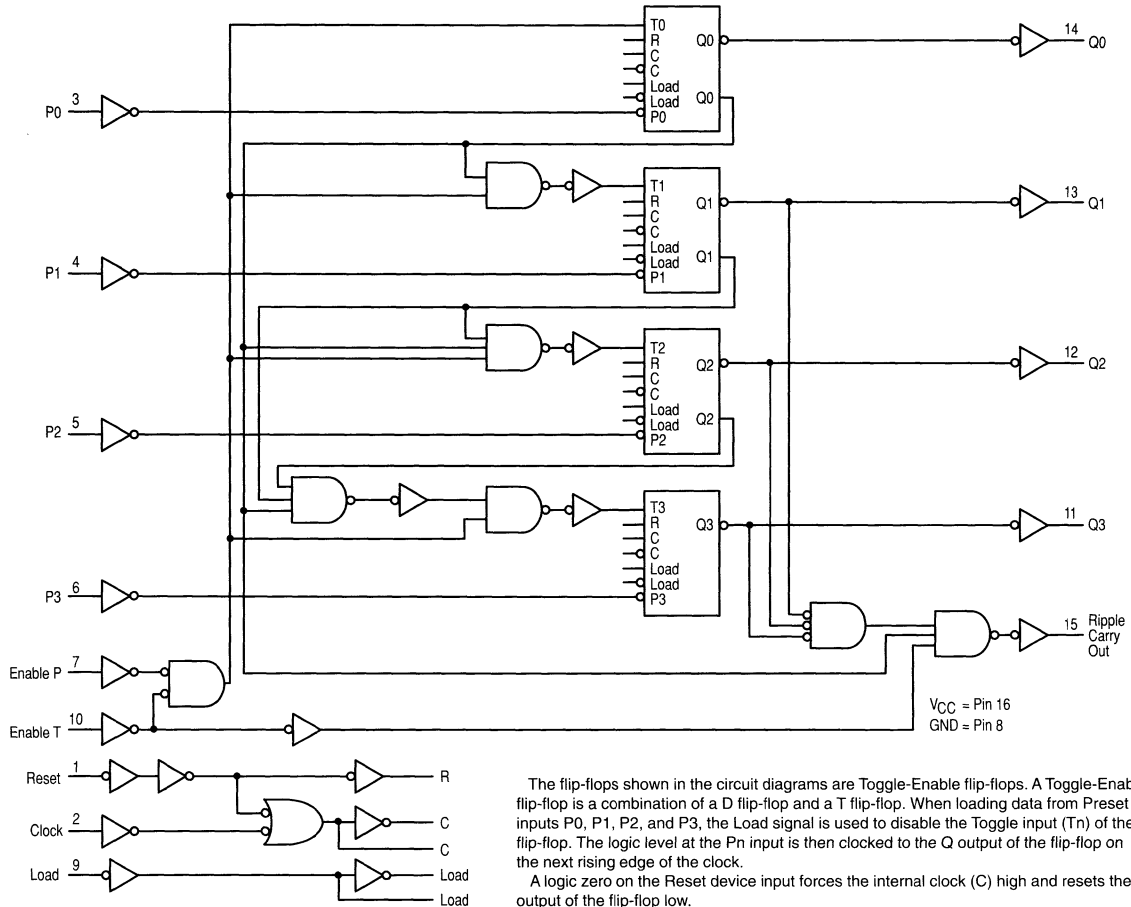 T0
R
C
C
Load
Load
P0
Q0
Q0
14
Q0
P0
3
T1
R
C
C
Load
Load
P1
Q1
Q1
13
Q1
P1
4
T2
R
C
C
Load
Load
P2
Q2
Q2
12
Q2
P2
5
T3
R
C
C
Load
Load
P3
Q3
11
Q3
P3
6
15
Ripple
Carry
Out
Enable P
7
Enable T
10
VCC = Pin 16
GND = Pin 8
Reset
1
R
Clock
2
C
C
Load
9
Load
Load
The flip-flops shown in the circuit diagrams are Toggle-Enable flip-flops. A Toggle-Enab
flip-flop is a combination of a D flip-flop and a T flip-flop. When loading data from Preset
inputs P0, P1, P2, and P3, the Load signal is used to disable the Toggle input (Tn) of the
flip-flop. The logic level at the Pn input is then clocked to the Q output of the flip-flop on
the next rising edge of the clock.
A logic zero on the Reset device input forces the internal clock (C) high and resets the
output of the flip-flop low.